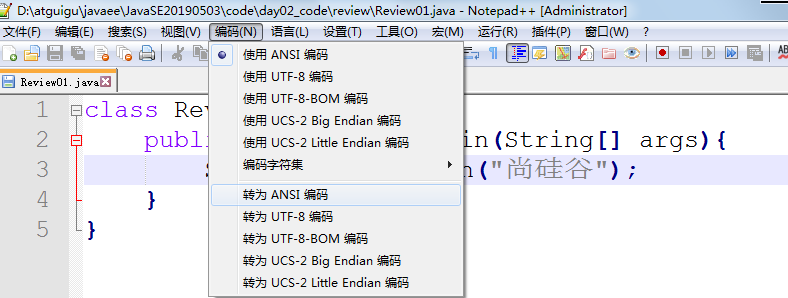 D:\atguigu\javaee\JavaSE20190503\code\day02_code\review\Review01.java - Notepad++ [Administrator]
文件(F) 编辑(E) 搜索(S) 视图(V) 编码(N) 语言(L) 设置(T) 工具(O) 宏(M) 运行(R) 插件(P) 窗口(W) ?
Review01.java
使用 ANSI 编码
使用 UTF-8 编码
使用 UTF-8-BOM 编码
使用 UCS-2 Big Endian 编码
使用 UCS-2 Little Endian 编码
编码字符集
转为 ANSI 编码
转为 UTF-8 编码
转为 UTF-8-BOM 编码
转为 UCS-2 Big Endian 编码
转为 UCS-2 Little Endian 编码
1 class Rev
2 publi in(String[] args){
3 S n("尚硅谷");
4 }
5 }